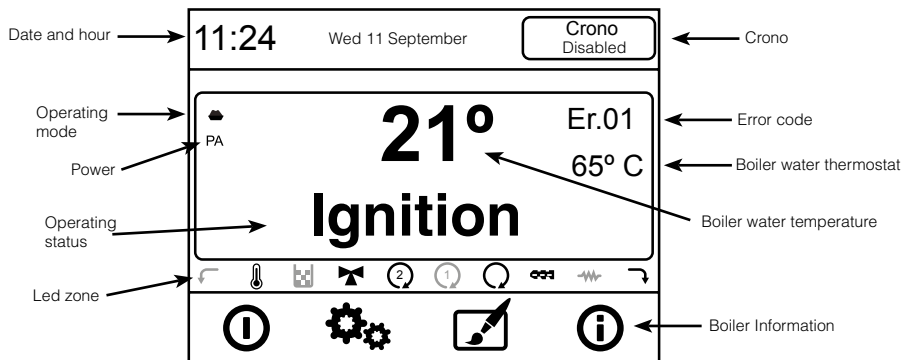 Date and hour
11:24
Wed 11 September
Crono
Disabled
Crono
Operating
mode
PA
Power
21º
Er.01
Error code
65º C
Boiler water thermostat
Boiler water temperature
Operating
status
Ignition
Led zone
2
1
Boiler Information